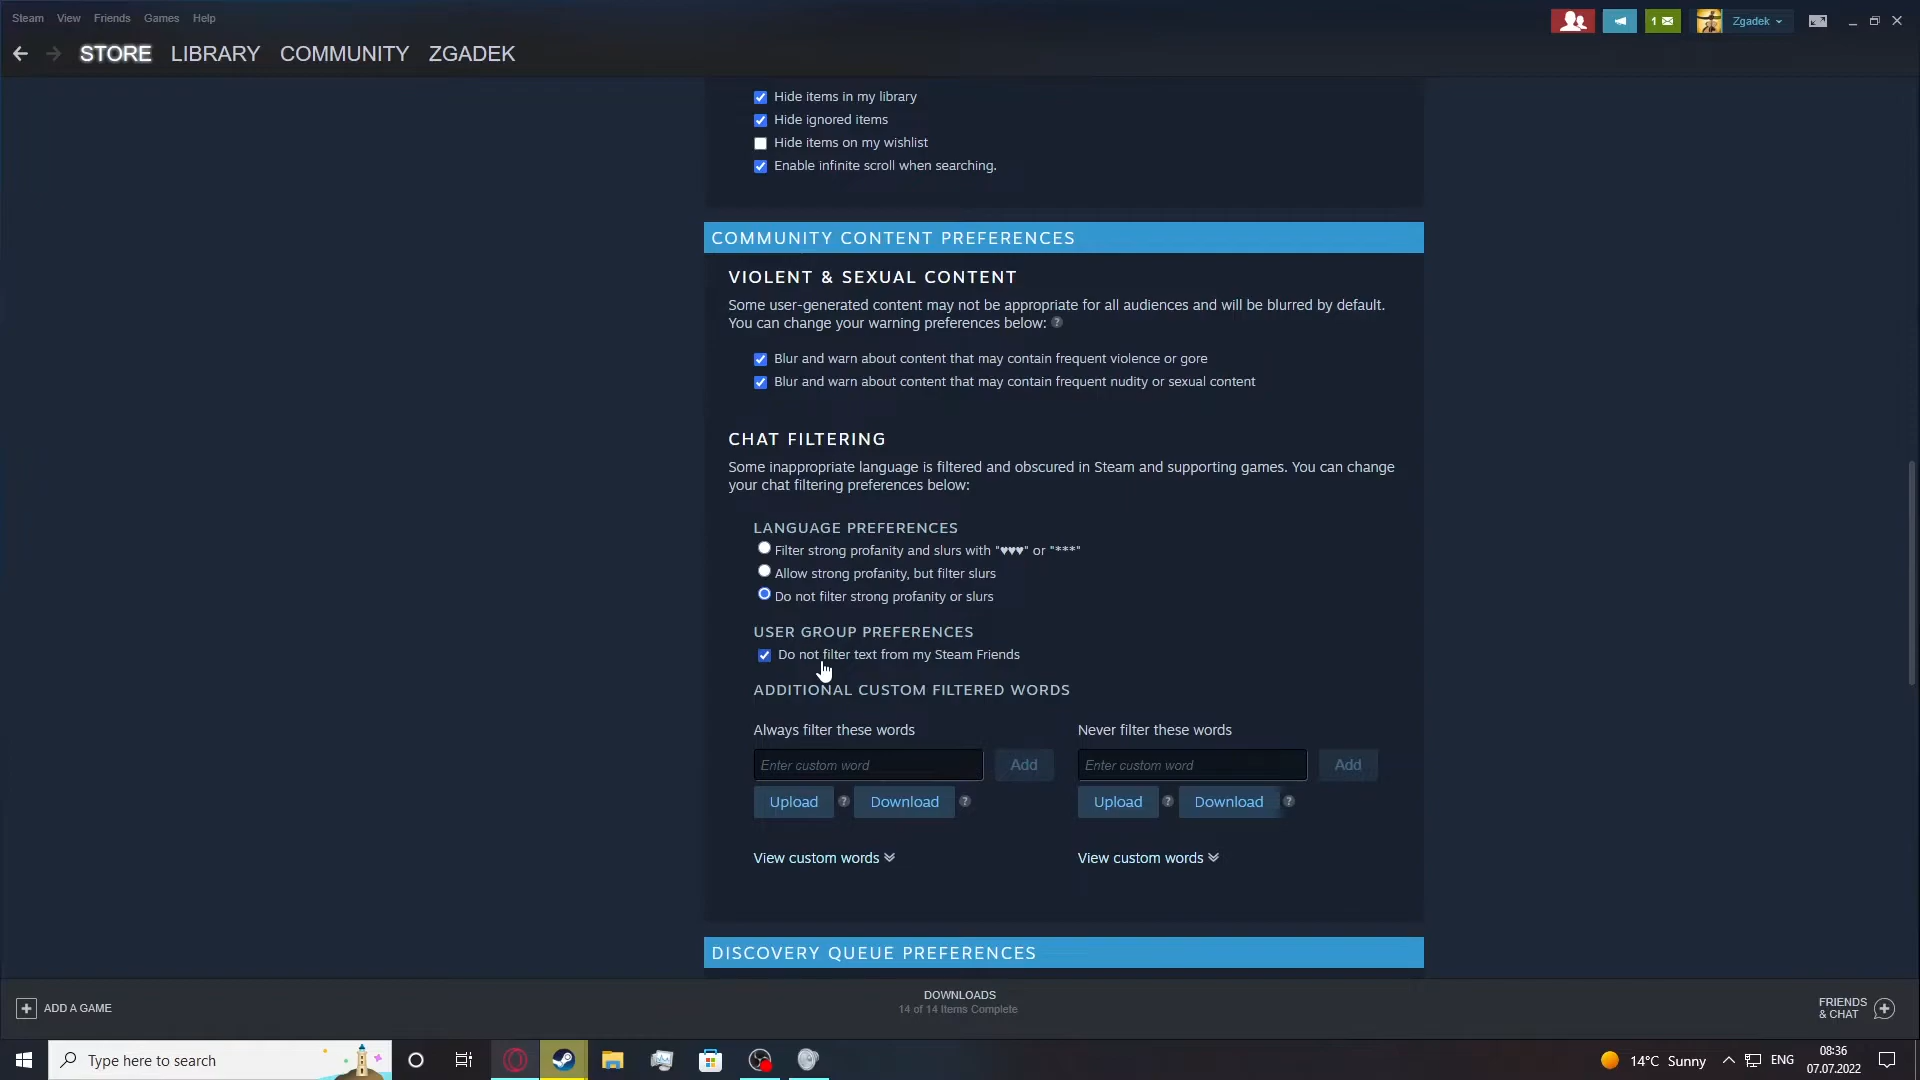 Steam View Friends Games Help
1
Zgadek
STORE LIBRARY COMMUNITY ZGADEK
Hide items in my library
Hide ignored items
Hide items on my wishlist
Enable infinite scroll when searching.
COMMUNITY CONTENT PREFERENCES
VIOLENT & SEXUAL CONTENT
Some user-generated content may not be appropriate for all audiences and will be blurred by default.
You can change your warning preferences below: ?
Blur and warn about content that may contain frequent violence or gore
Blur and warn about content that may contain frequent nudity or sexual content
CHAT FILTERING
Some inappropriate language is filtered and obscured in Steam and supporting games. You can change
your chat filtering preferences below:
LANGUAGE PREFERENCES
Filter strong profanity and slurs with "♥♥♥" or "***"
Allow strong profanity, but filter slurs
Do not filter strong profanity or slurs
USER GROUP PREFERENCES
Do not filter text from my Steam Friends
ADDITIONAL CUSTOM FILTERED WORDS
Always filter these words Never filter these words
Enter custom word Add Enter custom word Add
Upload ? Download ? Upload ? Download ?
View custom words View custom words
DISCOVERY QUEUE PREFERENCES
ADD A GAME
DOWNLOADS
14 of 14 Items Complete
FRIENDS
& CHAT
Type here to search
14°C Sunny
ENG
08:36
07.07.2022